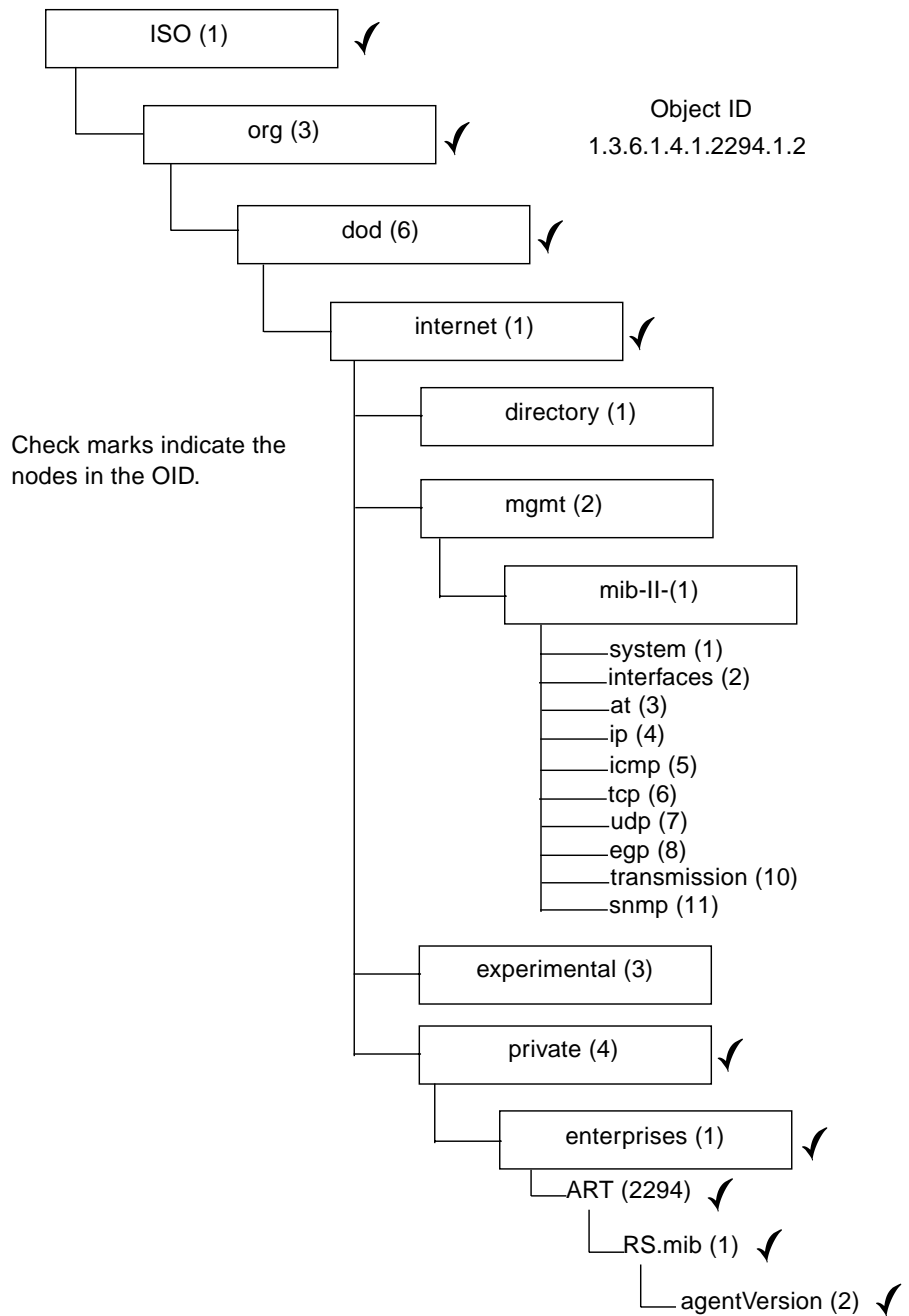 ISO (1)
org (3)
Object ID
1.3.6.1.4.1.2294.1.2
dod (6)
internet (1)
directory (1)
Check marks indicate the
nodes in the OID.
mgmt (2)
mib-II-(1)
system (1)
interfaces (2)
at (3)
ip (4)
icmp (5)
tcp (6)
udp (7)
egp (8)
transmission (10)
snmp (11)
experimental (3)
private (4)
enterprises (1)
ART (2294)
RS.mib (1)
agentVersion (2)